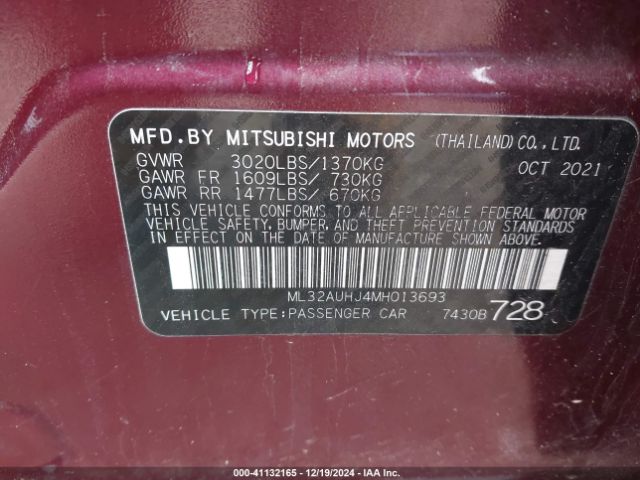 MFD.BY MITSUBISHI MOTORS (THAILAND)CO.,LTD.
GVWR 3020LBS/1370KG OCT 2021
GAWR FR 1609LBS/ 730KG
GAWR RR 1477LBS/ 670KG
THIS VEHICLE CONFORMS TO ALL APPLICABLE FEDERAL MOTOR
VEHICLE SAFETY, BUMPER, AND THEFT PREVENTION STANDARDS
IN EFFECT ON THE DATE OF MANUFACTURE SHOWN ABOVE.
ML32AUHJ4MH013693
VEHICLE TYPE:PASSENGER CAR 7430B 728
000-41132165 - 12/19/2024 - IAA Inc.